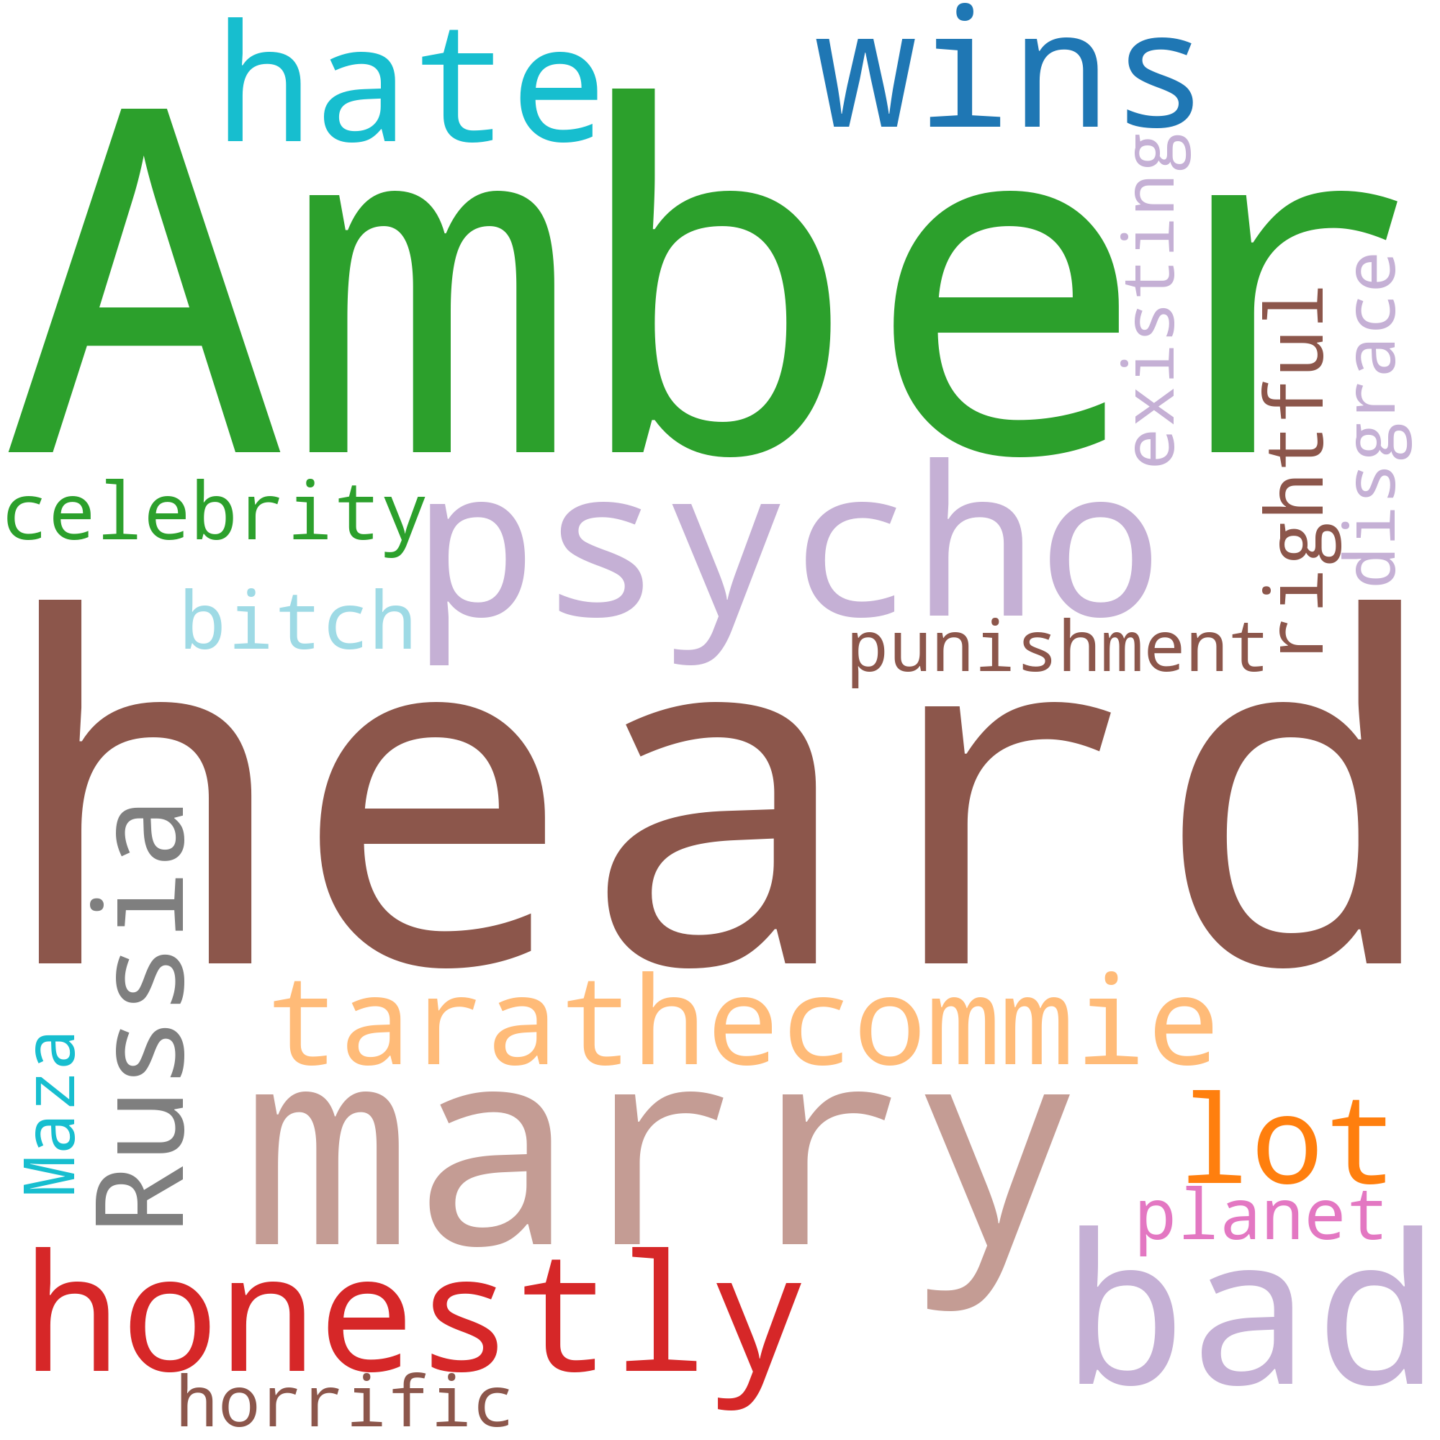 hate
wins
Amber
existing
rightful
disgrace
celebrity
psycho
bitch
punishment
heard
Russia
tarathecommie
Maza
marry
lot
planet
honestly
bad
horrific